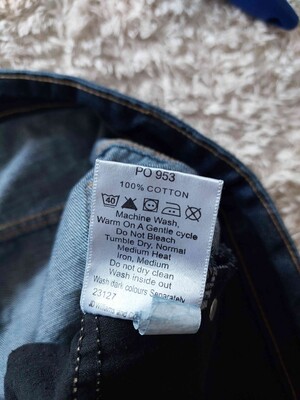 PO 953
100% COTTON
40
Machine Wash,
Warm On A Gentle cycle
Do Not Bleach
Tumble Dry, Normal
Medium Heat
Iron, Medium
Do not dry clean
Wash inside out
Wash dark colours Separately
23127